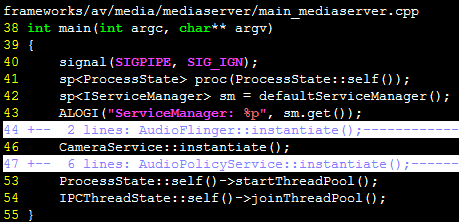 frameworks/av/media/mediaserver/main_mediaserver.cpp
38 int main(int argc, char** argv)
39 {
40     signal(SIGPIPE, SIG_IGN);
41     sp<ProcessState> proc(ProcessState::self());
42     sp<IServiceManager> sm = defaultServiceManager();
43     ALOGI("ServiceManager: %p", sm.get());
44 +--  2 lines: AudioFlinger::instantiate();------------
46     CameraService::instantiate();
47 +--  6 lines: AudioPolicyService::instantiate();------
53     ProcessState::self()->startThreadPool();
54     IPCThreadState::self()->joinThreadPool();
55 }